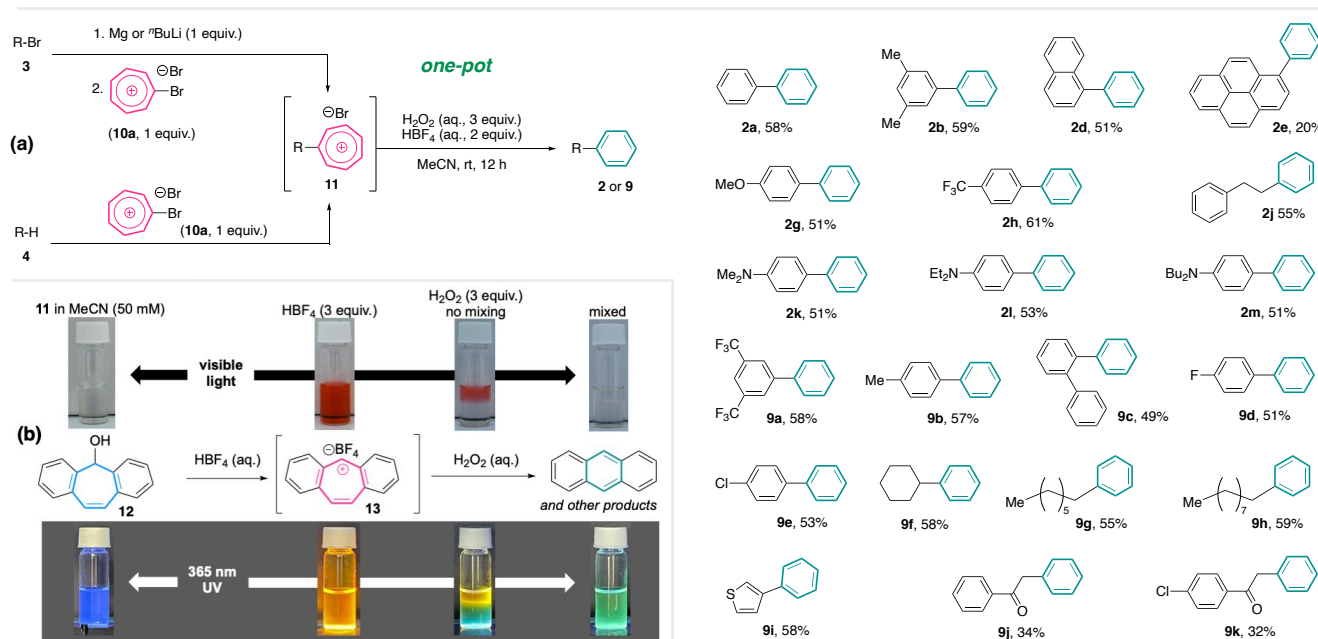 1. Mg or ⁿBuLi (1 equiv.)
R-Br
3
2.
⊖Br
+
Br
(10a, 1 equiv.)
one-pot
(a)
⊖Br
R
+
11
H2O2 (aq., 3 equiv.)
HBF4 (aq., 2 equiv.)
MeCN, rt, 12 h
R
2 or 9
⊖Br
+
Br
(10a, 1 equiv.)
R-H
4
11 in MeCN (50 mM)
HBF4 (3 equiv.)
H2O2 (3 equiv.)
no mixing
mixed
visible
light
(b)
OH
12
HBF4 (aq.)
⊖BF4
+
13
H2O2 (aq.)
and other products
365 nm
UV
2a, 58%
Me
Me
2b, 59%
2d, 51%
2e, 20%
MeO
2g, 51%
F3C
2h, 61%
2j 55%
Me2N
2k, 51%
Et2N
2l, 53%
Bu2N
2m, 51%
F3C
CF3
9a, 58%
Me
9b, 57%
9c, 49%
F
9d, 51%
Cl
9e, 53%
9f, 58%
Me
5
9g, 55%
Me
7
9h, 59%
S
9i, 58%
O
9j, 34%
Cl
O
9k, 32%